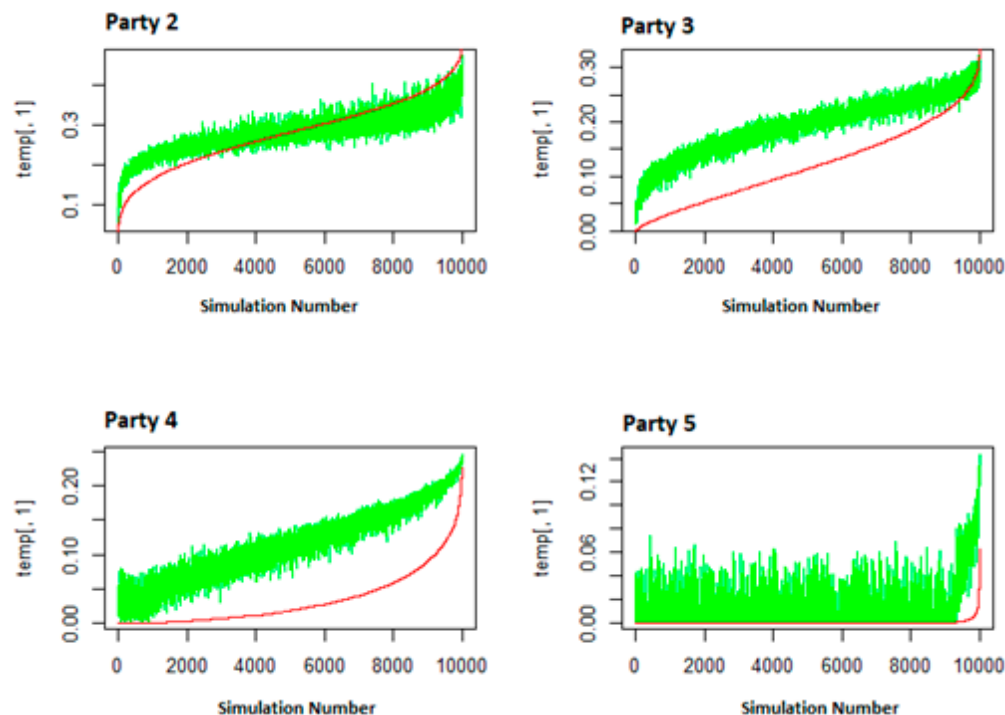 Party 2
temp[, 1]
0.3
0.1
0 2000 4000 6000 8000 10000
Simulation Number
Party 3
temp[, 1]
0.30
0.20
0.10
0.00
0 2000 4000 6000 8000 10000
Simulation Number
Party 4
temp[, 1]
0.20
0.10
0.00
0 2000 4000 6000 8000 10000
Simulation Number
Party 5
temp[, 1]
0.12
0.06
0.00
0 2000 4000 6000 8000 10000
Simulation Number